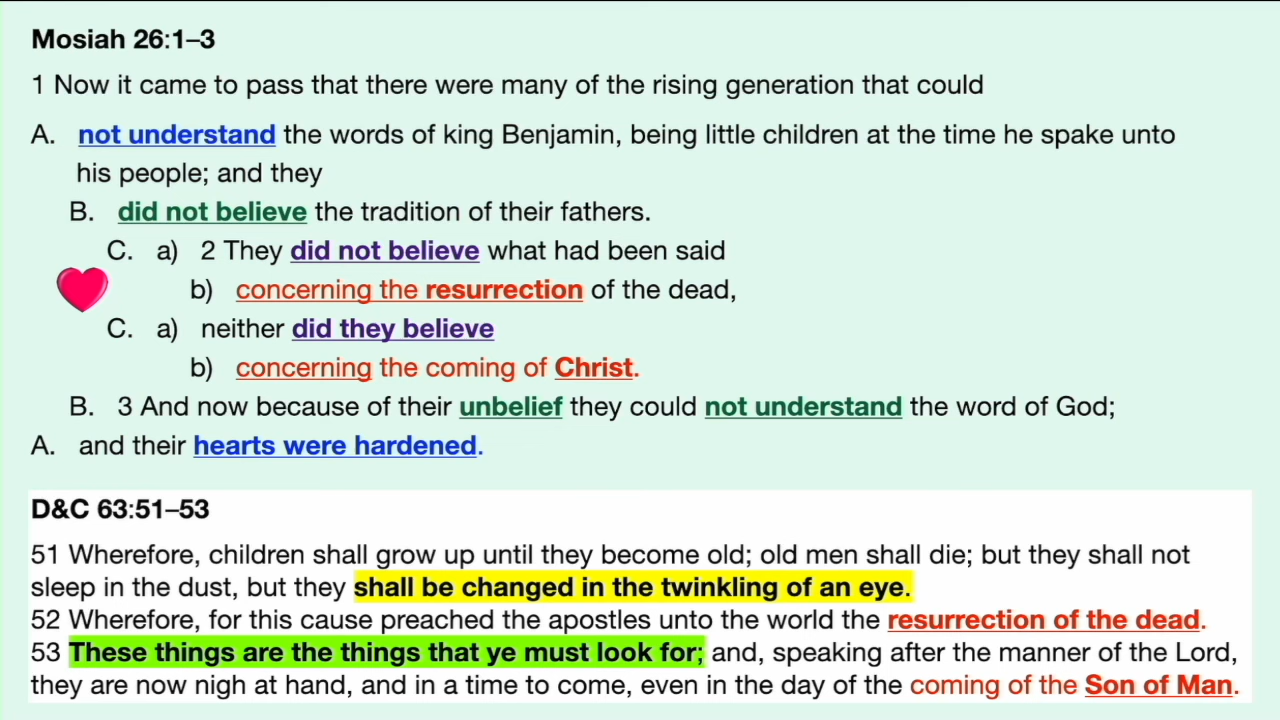 Mosiah 26:1–3
1 Now it came to pass that there were many of the rising generation that could
A. not understand the words of king Benjamin, being little children at the time he spake unto
his people; and they
B. did not believe the tradition of their fathers.
C. a) 2 They did not believe what had been said
b) concerning the resurrection of the dead,
C. a) neither did they believe
b) concerning the coming of Christ.
B. 3 And now because of their unbelief they could not understand the word of God;
A. and their hearts were hardened.
D&C 63:51–53
51 Wherefore, children shall grow up until they become old; old men shall die; but they shall not
sleep in the dust, but they shall be changed in the twinkling of an eye.
52 Wherefore, for this cause preached the apostles unto the world the resurrection of the dead.
53 These things are the things that ye must look for; and, speaking after the manner of the Lord,
they are now nigh at hand, and in a time to come, even in the day of the coming of the Son of Man.